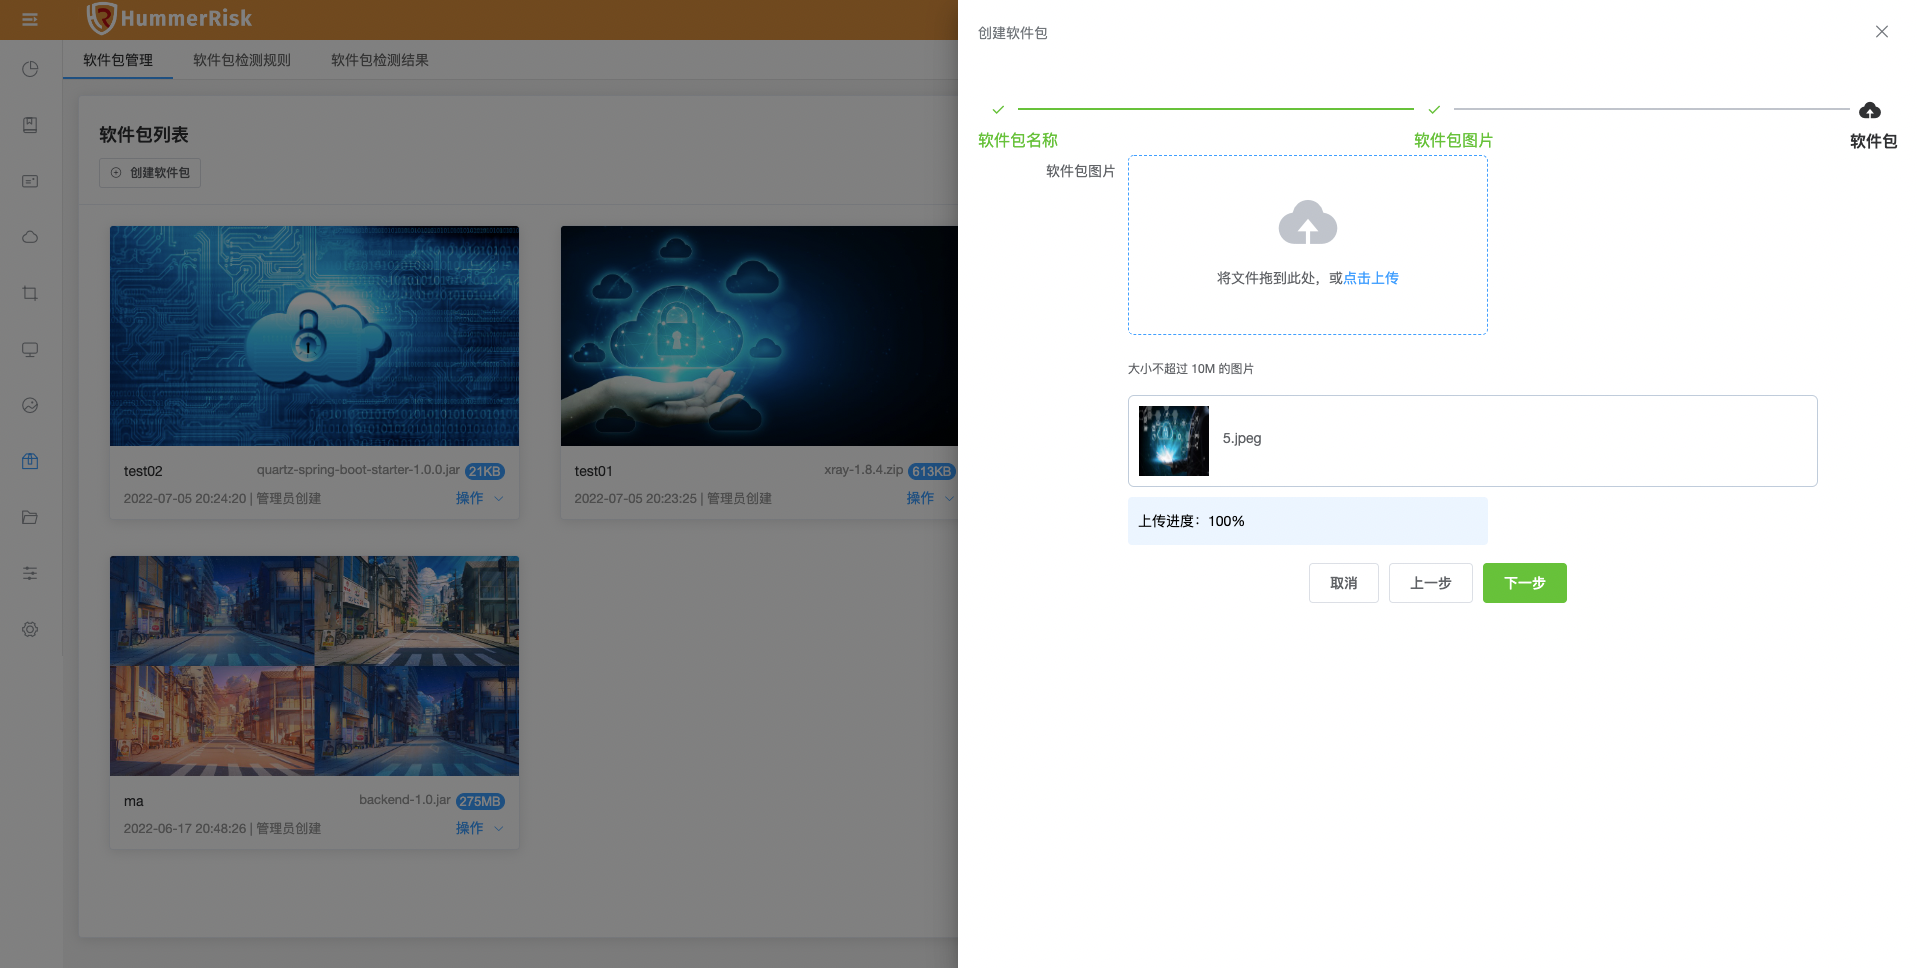 HummerRisk
软件包管理 软件包检测规则 软件包检测结果
软件包列表
创建软件包
test02 quartz-spring-boot-starter-1.0.0.jar 21KB
2022-07-05 20:24:20 | 管理员创建 操作
test01 xray-1.8.4.zip 613KB
2022-07-05 20:23:25 | 管理员创建 操作
ma backend-1.0.jar 275MB
2022-06-17 20:48:26 | 管理员创建 操作
创建软件包
软件包名称 软件包图片 软件包
软件包图片
将文件拖到此处，或点击上传
大小不超过 10M 的图片
5.jpeg
上传进度：100%
取消 上一步 下一步